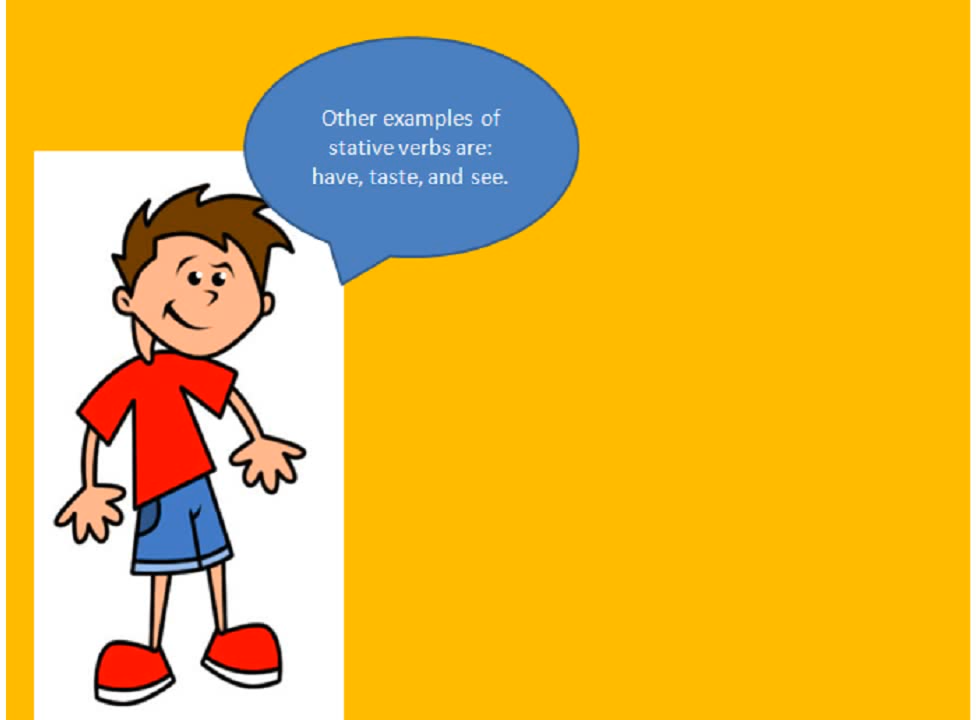 Other examples of
stative verbs are:
have, taste, and see.